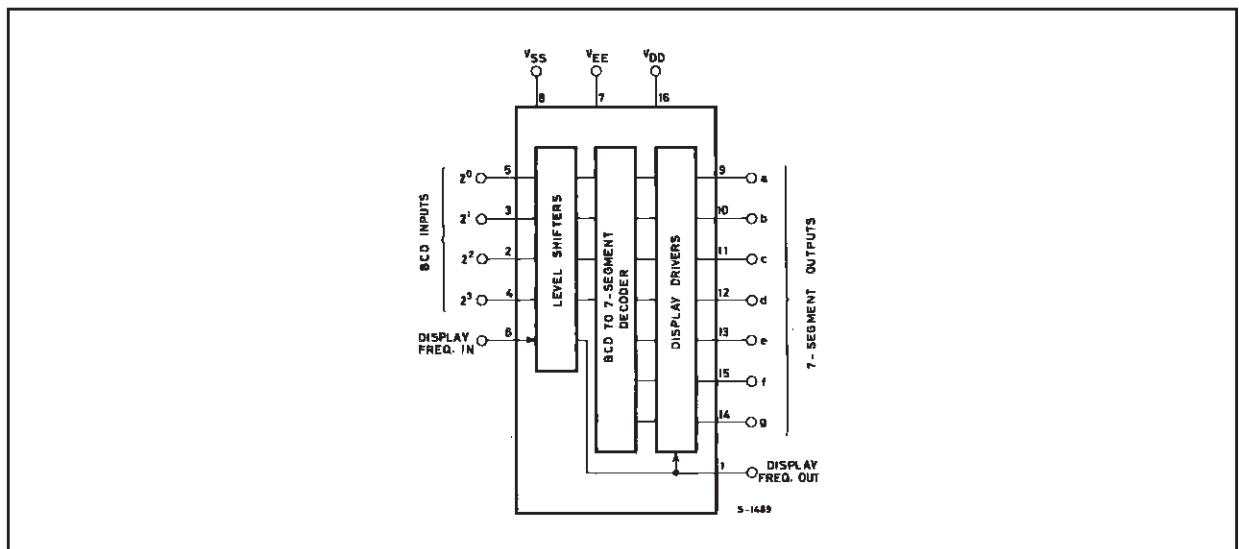 VSS VEE VDD
8 7 16
BCD INPUTS
2⁰ 5
2¹ 3
2² 2
2³ 4
DISPLAY
FREQ. IN
6
LEVEL SHIFTERS
BCD TO 7-SEGMENT
DECODER
DISPLAY DRIVERS
9 a
10 b
11 c
12 d
13 e
15 f
14 g
7-SEGMENT OUTPUTS
1 DISPLAY
FREQ. OUT
S-1489